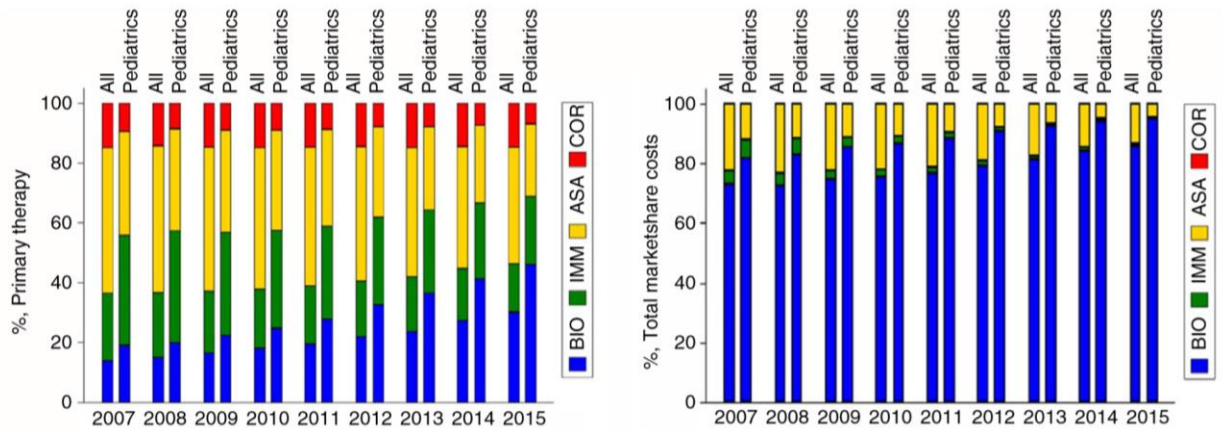 All Pediatrics All Pediatrics All Pediatrics All Pediatrics All Pediatrics All Pediatrics All Pediatrics All Pediatrics All Pediatrics
%, Primary therapy
100
80
60
40
20
0
2007 2008 2009 2010 2011 2012 2013 2014 2015
BIO IMM ASA COR
All Pediatrics All Pediatrics All Pediatrics All Pediatrics All Pediatrics All Pediatrics All Pediatrics All Pediatrics All Pediatrics
%, Total marketshare costs
100
80
60
40
20
0
2007 2008 2009 2010 2011 2012 2013 2014 2015
BIO IMM ASA COR